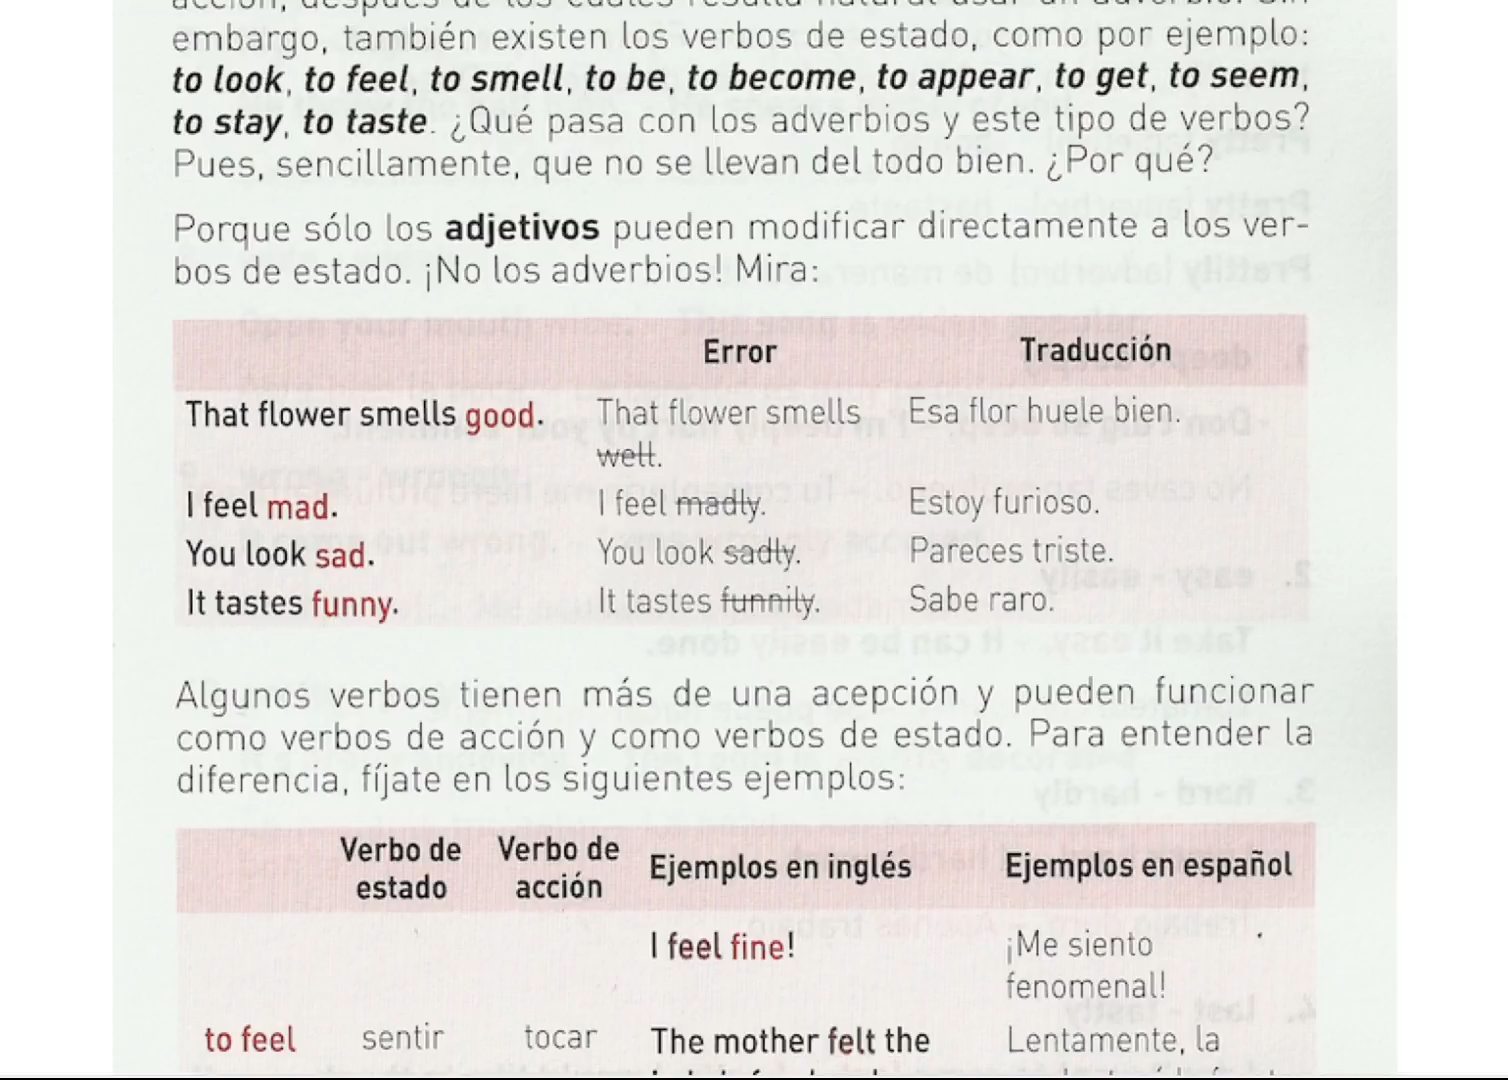 embargo, también existen los verbos de estado, como por ejemplo:
to look, to feel, to smell, to be, to become, to appear, to get, to seem,
to stay, to taste. ¿Qué pasa con los adverbios y este tipo de verbos?
Pues, sencillamente, que no se llevan del todo bien. ¿Por qué?
Porque sólo los adjetivos pueden modificar directamente a los ver-
bos de estado. ¡No los adverbios! Mira:
Error Traducción
That flower smells good. That flower smells Esa flor huele bien.
well.
I feel mad. I feel madly. Estoy furioso.
You look sad. You look sadly. Pareces triste.
It tastes funny. It tastes funnily. Sabe raro.
Algunos verbos tienen más de una acepción y pueden funcionar
como verbos de acción y como verbos de estado. Para entender la
diferencia, fíjate en los siguientes ejemplos:
Verbo de Verbo de
estado acción Ejemplos en inglés Ejemplos en español
I feel fine! ¡Me siento
fenomenal!
to feel sentir tocar The mother felt the Lentamente, la